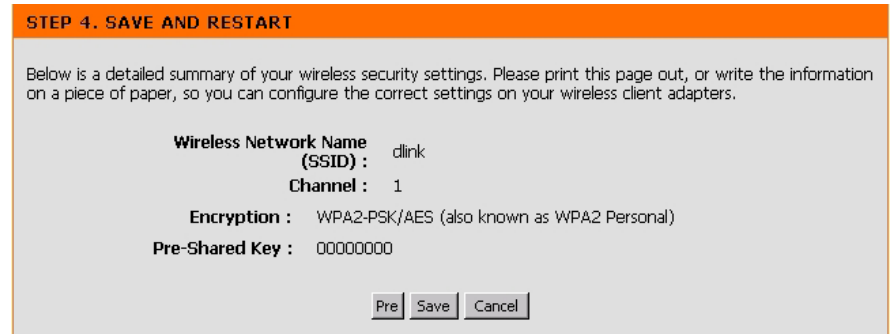 STEP 4. SAVE AND RESTART
Below is a detailed summary of your wireless security settings. Please print this page out, or write the information
on a piece of paper, so you can configure the correct settings on your wireless client adapters.
Wireless Network Name
(SSID) : dlink
Channel : 1
Encryption : WPA2-PSK/AES (also known as WPA2 Personal)
Pre-Shared Key : 00000000
Pre Save Cancel